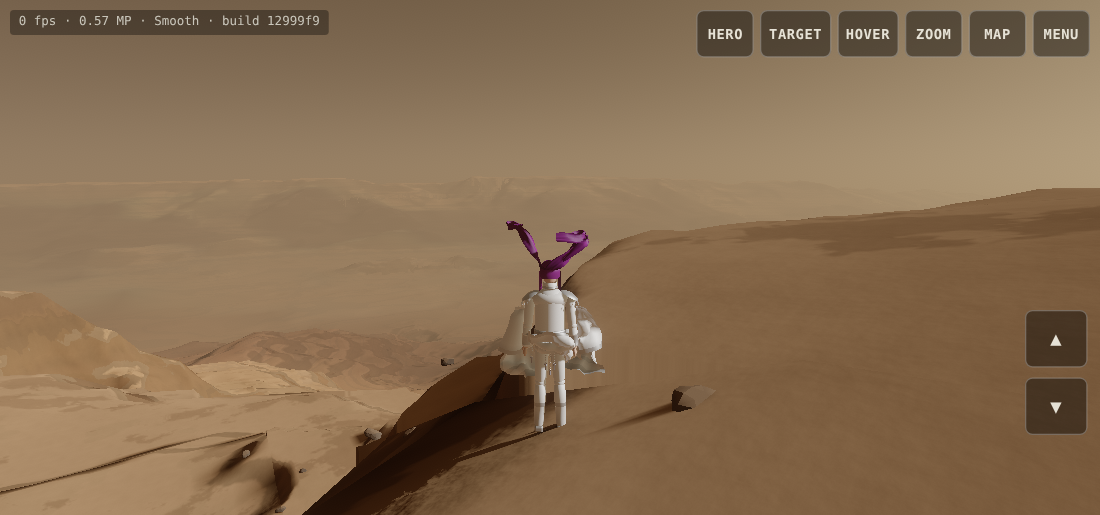 0 fps · 0.57 MP · Smooth · build 12999f9
HERO TARGET HOVER ZOOM MAP MENU
▲
▼